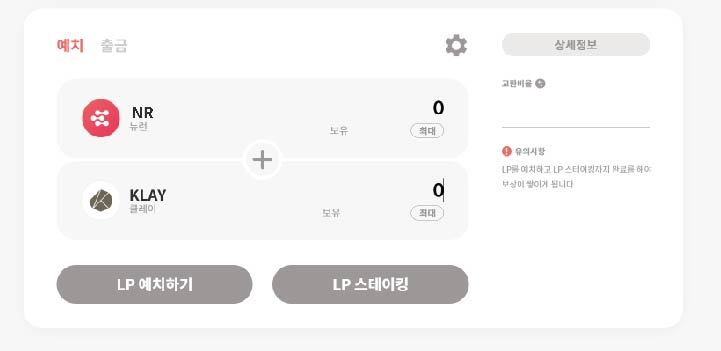 예치 출금
상세정보
NR
뉴런
0
보유 최대
KLAY
클레이
0
보유 최대
LP 예치하기
LP 스테이킹
교환비율
유의사항
LP를 예치하고 LP 스테이킹까지 완료를 해야
보상이 쌓이게 됩니다